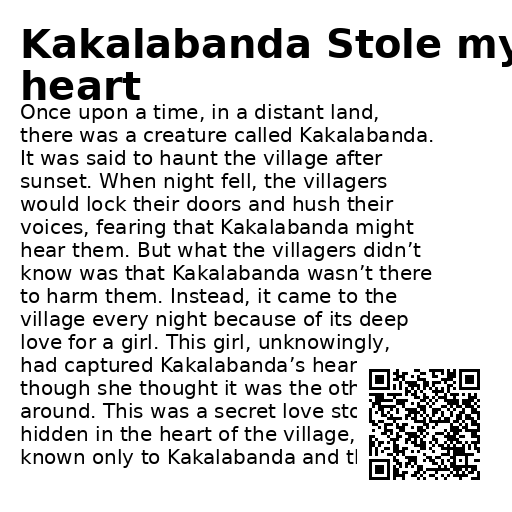 Kakalabanda Stole my
heart
Once upon a time, in a distant land,
there was a creature called Kakalabanda.
It was said to haunt the village after
sunset. When night fell, the villagers
would lock their doors and hush their
voices, fearing that Kakalabanda might
hear them. But what the villagers didn’t
know was that Kakalabanda wasn’t there
to harm them. Instead, it came to the
village every night because of its deep
love for a girl. This girl, unknowingly,
had captured Kakalabanda’s
though she thought it was the
around. This was a secret love
hidden in the heart of the village,
known only to Kakalabanda and